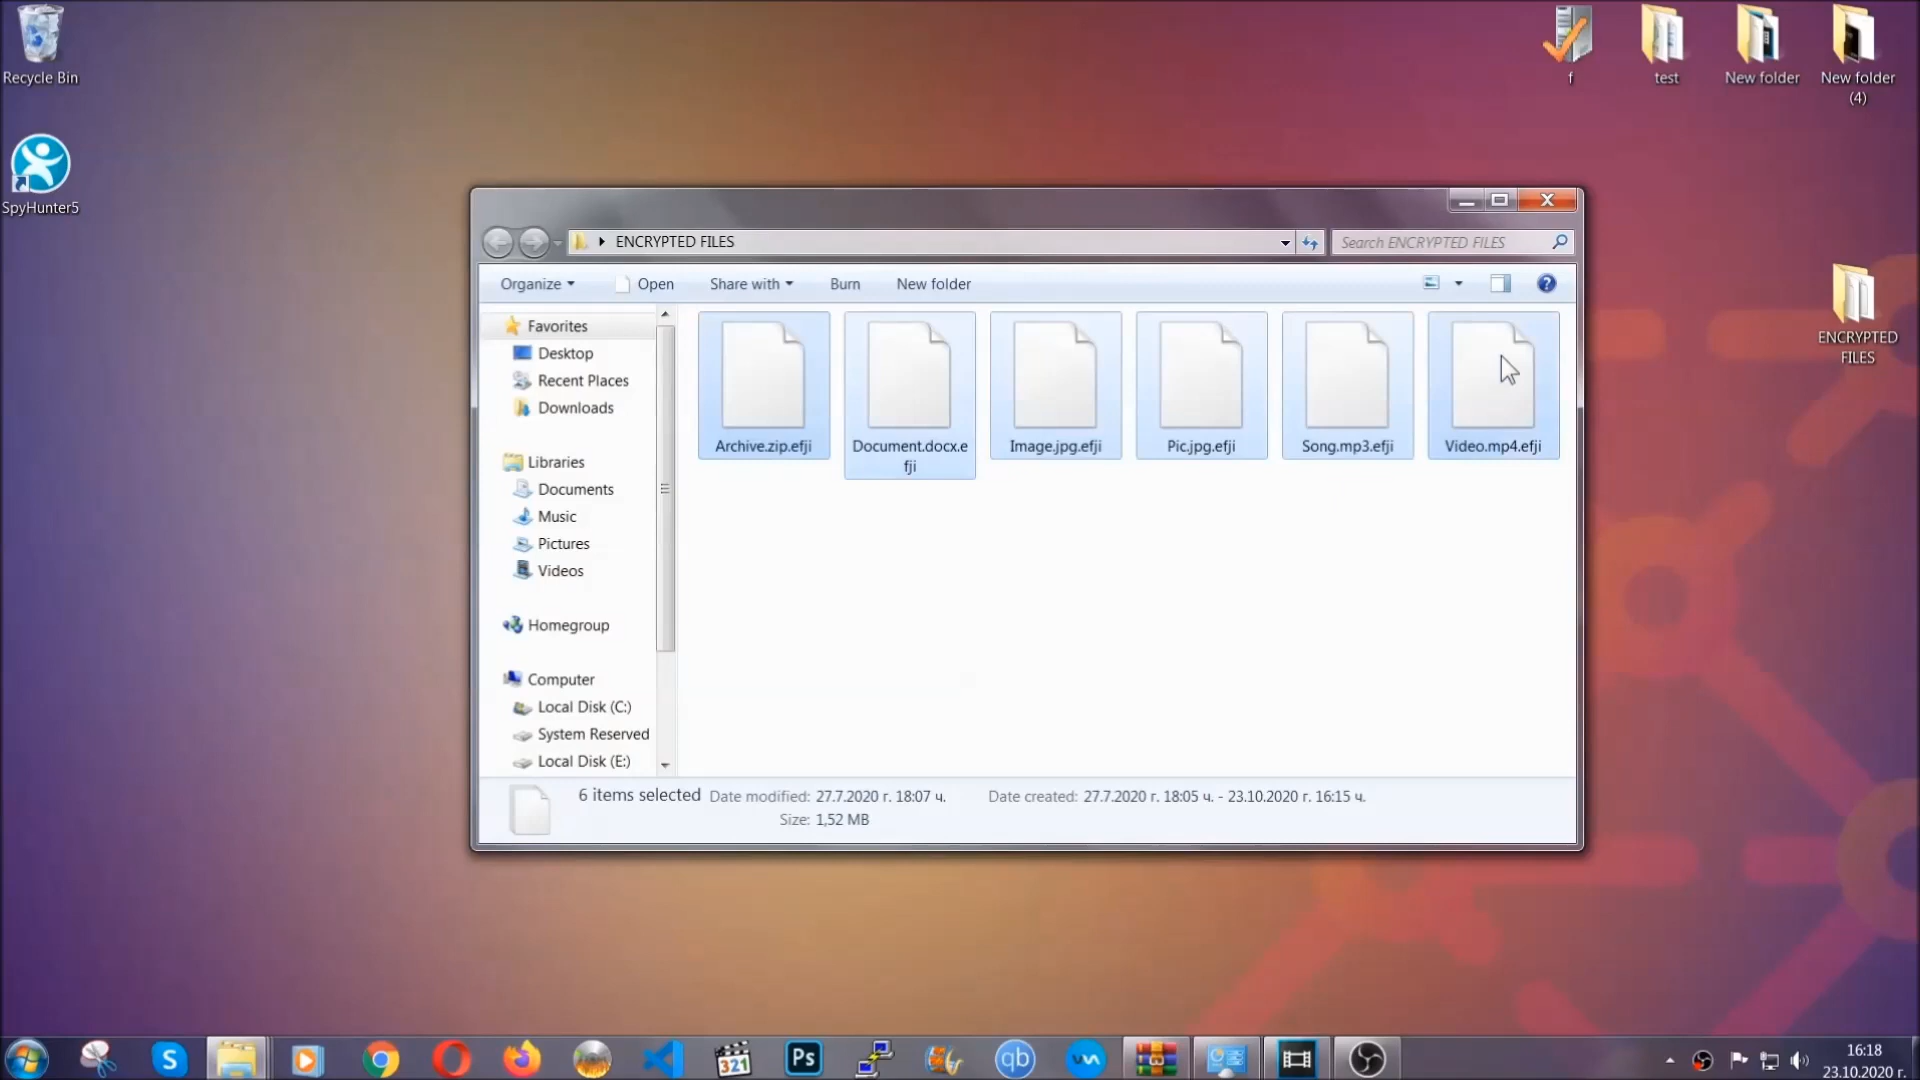 Recycle Bin
SpyHunter5
f
test
New folder
New folder
(4)
ENCRYPTED
FILES
ENCRYPTED FILES
Search ENCRYPTED FILES
Organize
Open
Share with
Burn
New folder
Favorites
Desktop
Recent Places
Downloads
Libraries
Documents
Music
Pictures
Videos
Homegroup
Computer
Local Disk (C:)
System Reserved
Local Disk (E:)
Archive.zip.efji
Document.docx.e
fji
Image.jpg.efji
Pic.jpg.efji
Song.mp3.efji
Video.mp4.efji
6 items selected Date modified: 27.7.2020 г. 18:07 ч. Date created: 27.7.2020 г. 18:05 ч. - 23.10.2020 г. 16:15 ч.
Size: 1,52 MB
S
321
Ps
qb
16:18
23.10.2020 г.